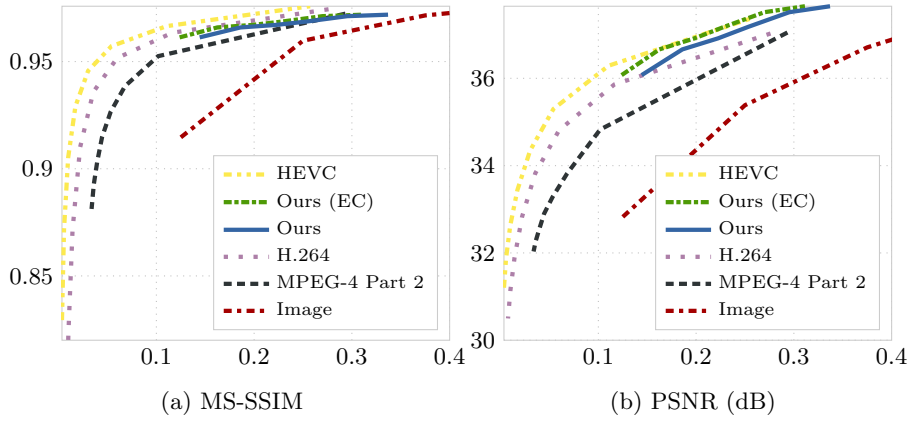 0.95
0.9
0.85
0.1
0.2
0.3
0.4
HEVC
Ours (EC)
Ours
H.264
MPEG-4 Part 2
Image
(a) MS-SSIM
36
34
32
30
0.1
0.2
0.3
0.4
HEVC
Ours (EC)
Ours
H.264
MPEG-4 Part 2
Image
(b) PSNR (dB)